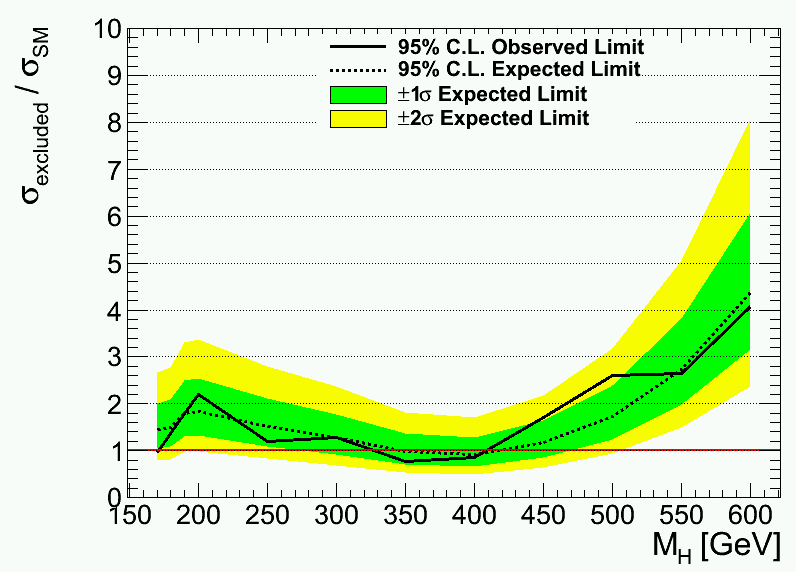 σexcluded / σSM
10
9
8
7
6
5
4
3
2
1
0
95% C.L. Observed Limit
95% C.L. Expected Limit
±1σ Expected Limit
±2σ Expected Limit
150 200 250 300 350 400 450 500 550 600
MH [GeV]